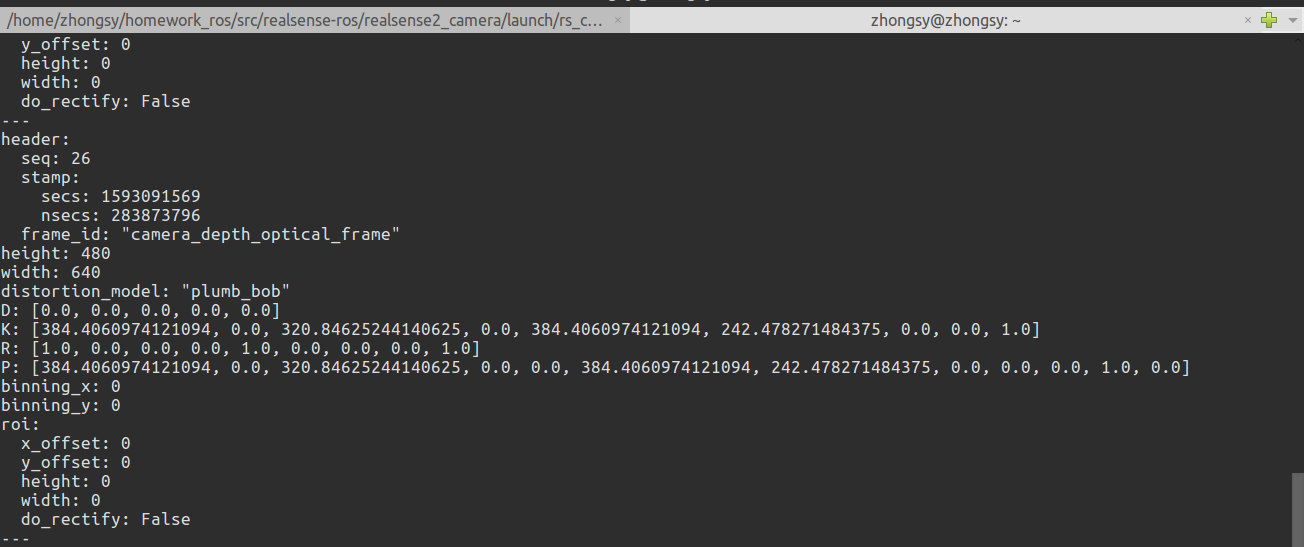 /home/zhongsy/homework_ros/src/realsense-ros/realsense2_camera/launch/rs_c... × zhongsy@zhongsy: ~ ×
  y_offset: 0
  height: 0
  width: 0
  do_rectify: False
---
header:
  seq: 26
  stamp:
    secs: 1593091569
    nsecs: 283873796
  frame_id: "camera_depth_optical_frame"
height: 480
width: 640
distortion_model: "plumb_bob"
D: [0.0, 0.0, 0.0, 0.0, 0.0]
K: [384.4060974121094, 0.0, 320.84625244140625, 0.0, 384.4060974121094, 242.478271484375, 0.0, 0.0, 1.0]
R: [1.0, 0.0, 0.0, 0.0, 1.0, 0.0, 0.0, 0.0, 1.0]
P: [384.4060974121094, 0.0, 320.84625244140625, 0.0, 0.0, 384.4060974121094, 242.478271484375, 0.0, 0.0, 0.0, 1.0, 0.0]
binning_x: 0
binning_y: 0
roi:
  x_offset: 0
  y_offset: 0
  height: 0
  width: 0
  do_rectify: False
---